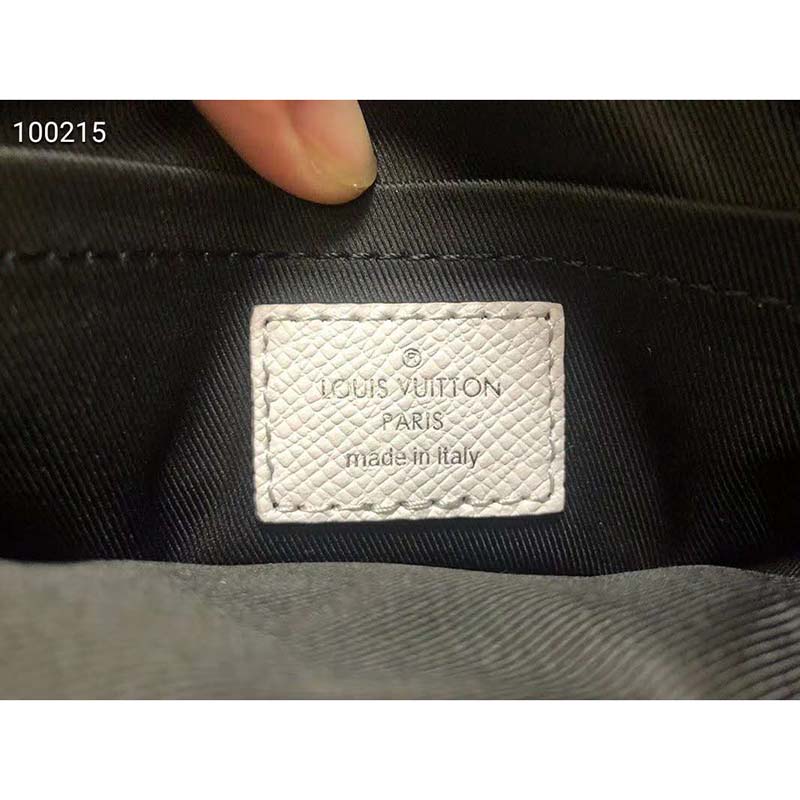 100215
®
LOUIS VUITTON
PARIS
made in Italy